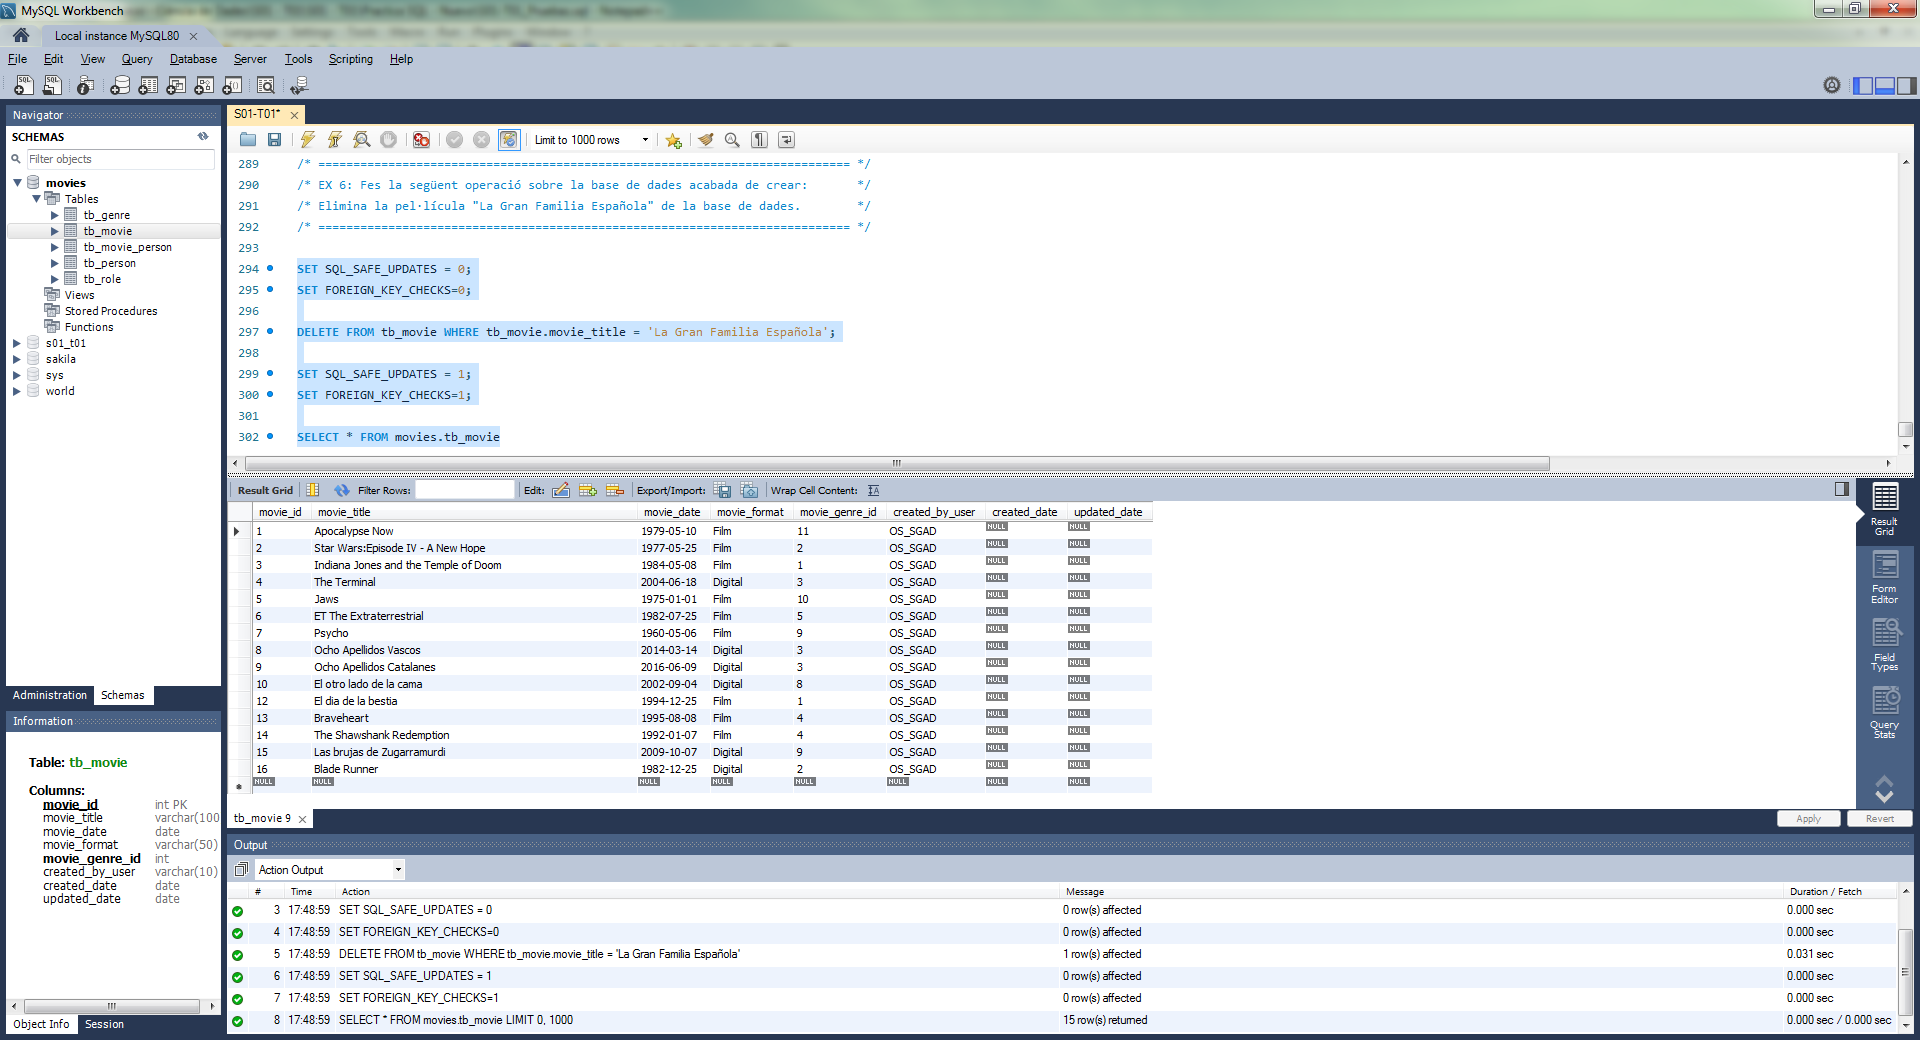 MySQL Workbench
Local instance MySQL80
File Edit View Query Database Server Tools Scripting Help
Navigator
SCHEMAS
Filter objects
movies
Tables
tb_genre
tb_movie
tb_movie_person
tb_person
tb_role
Views
Stored Procedures
Functions
s01_t01
sakila
sys
world
Administration Schemas
Information
Table: tb_movie
Columns:
movie_id int PK
movie_title varchar(100
movie_date date
movie_format varchar(50)
movie_genre_id int
created_by_user varchar(10)
created_date date
updated_date date
Object Info Session
S01-T01*
Limit to 1000 rows
289 /* ============================================================================ */
290 /* EX 6: Fes la següent operació sobre la base de dades acabada de crear: */
291 /* Elimina la pel·lícula "La Gran Familia Española" de la base de dades. */
292 /* ============================================================================ */
293
294 SET SQL_SAFE_UPDATES = 0;
295 SET FOREIGN_KEY_CHECKS=0;
296
297 DELETE FROM tb_movie WHERE tb_movie.movie_title = 'La Gran Familia Española';
298
299 SET SQL_SAFE_UPDATES = 1;
300 SET FOREIGN_KEY_CHECKS=1;
301
302 SELECT * FROM movies.tb_movie
Result Grid Filter Rows: Edit: Export/Import: Wrap Cell Content:
movie_id movie_title movie_date movie_format movie_genre_id created_by_user created_date updated_date
1 Apocalypse Now 1979-05-10 Film 11 OS_SGAD NULL NULL
2 Star Wars:Episode IV - A New Hope 1977-05-25 Film 2 OS_SGAD NULL NULL
3 Indiana Jones and the Temple of Doom 1984-05-08 Film 1 OS_SGAD NULL NULL
4 The Terminal 2004-06-18 Digital 3 OS_SGAD NULL NULL
5 Jaws 1975-01-01 Film 10 OS_SGAD NULL NULL
6 ET The Extraterrestrial 1982-07-25 Film 5 OS_SGAD NULL NULL
7 Psycho 1960-05-06 Film 9 OS_SGAD NULL NULL
8 Ocho Apellidos Vascos 2014-03-14 Digital 3 OS_SGAD NULL NULL
9 Ocho Apellidos Catalanes 2016-06-09 Digital 3 OS_SGAD NULL NULL
10 El otro lado de la cama 2002-09-04 Digital 8 OS_SGAD NULL NULL
12 El dia de la bestia 1994-12-25 Film 1 OS_SGAD NULL NULL
13 Braveheart 1995-08-08 Film 4 OS_SGAD NULL NULL
14 The Shawshank Redemption 1992-01-07 Film 4 OS_SGAD NULL NULL
15 Las brujas de Zugarramurdi 2009-10-07 Digital 9 OS_SGAD NULL NULL
16 Blade Runner 1982-12-25 Digital 2 OS_SGAD NULL NULL
NULL NULL NULL NULL NULL NULL NULL NULL
Result Grid
Form Editor
Field Types
Query Stats
tb_movie 9
Apply Revert
Output
Action Output
# Time Action Message Duration / Fetch
3 17:48:59 SET SQL_SAFE_UPDATES = 0 0 row(s) affected 0.000 sec
4 17:48:59 SET FOREIGN_KEY_CHECKS=0 0 row(s) affected 0.000 sec
5 17:48:59 DELETE FROM tb_movie WHERE tb_movie.movie_title = 'La Gran Familia Española' 1 row(s) affected 0.031 sec
6 17:48:59 SET SQL_SAFE_UPDATES = 1 0 row(s) affected 0.000 sec
7 17:48:59 SET FOREIGN_KEY_CHECKS=1 0 row(s) affected 0.000 sec
8 17:48:59 SELECT * FROM movies.tb_movie LIMIT 0, 1000 15 row(s) returned 0.000 sec / 0.000 sec